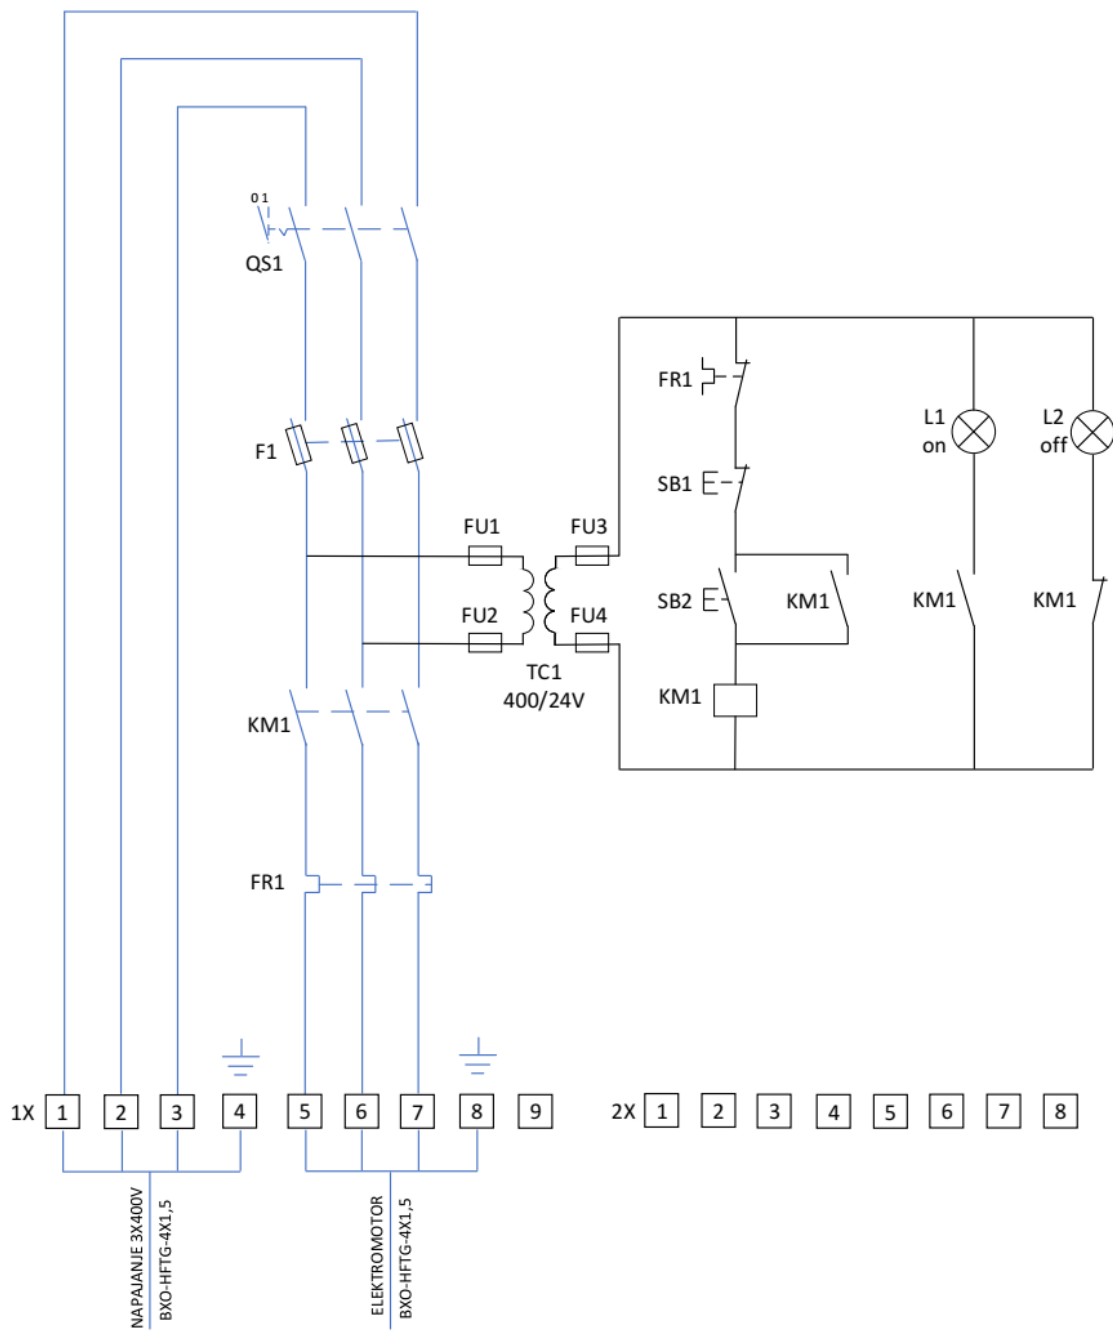 0 1
QS1
FR1
L1
on
L2
off
F1
SB1
FU1
FU3
SB2
KM1
KM1
KM1
FU2
FU4
TC1
400/24V
KM1
KM1
FR1
1X 1 2 3 4 5 6 7 8 9
2X 1 2 3 4 5 6 7 8
NAPAJANJE 3X400V
BXO-HFTG-4X1,5
ELEKTROMOTOR
BXO-HFTG-4X1,5